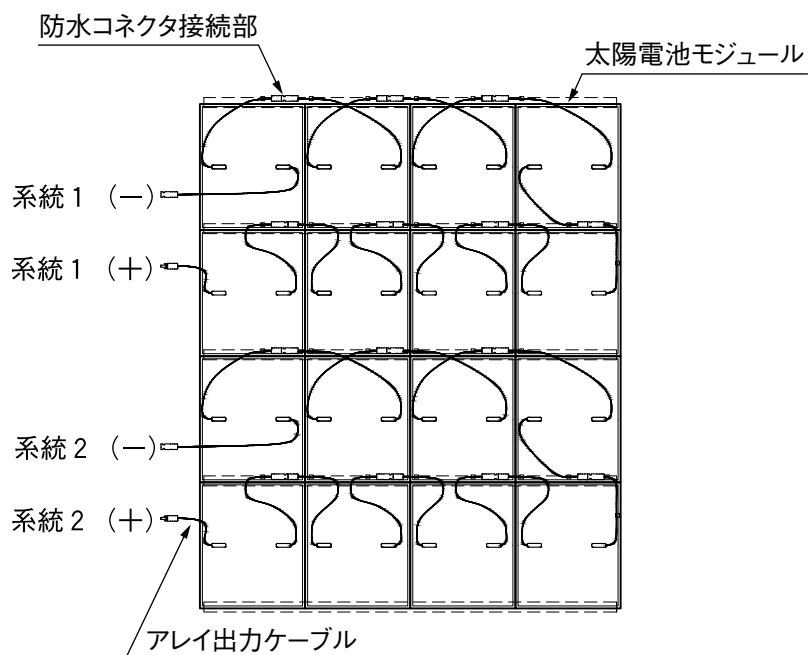 防水コネクタ接続部
太陽電池モジュール
系統1 (－)
系統1 (＋)
系統2 (－)
系統2 (＋)
アレイ出力ケーブル